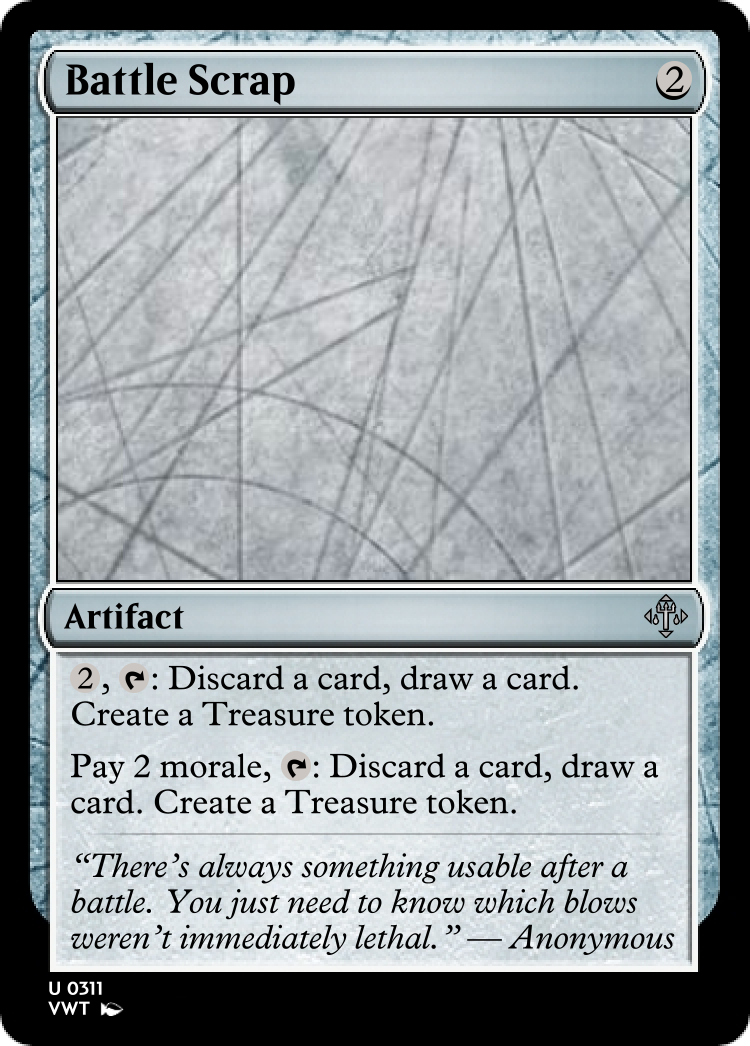 Battle Scrap 2
Artifact
2, : Discard a card, draw a card.
Create a Treasure token.
Pay 2 morale, : Discard a card, draw a
card. Create a Treasure token.
“There’s always something usable after a
battle. You just need to know which blows
weren’t immediately lethal.” — Anonymous
U 0311
VWT